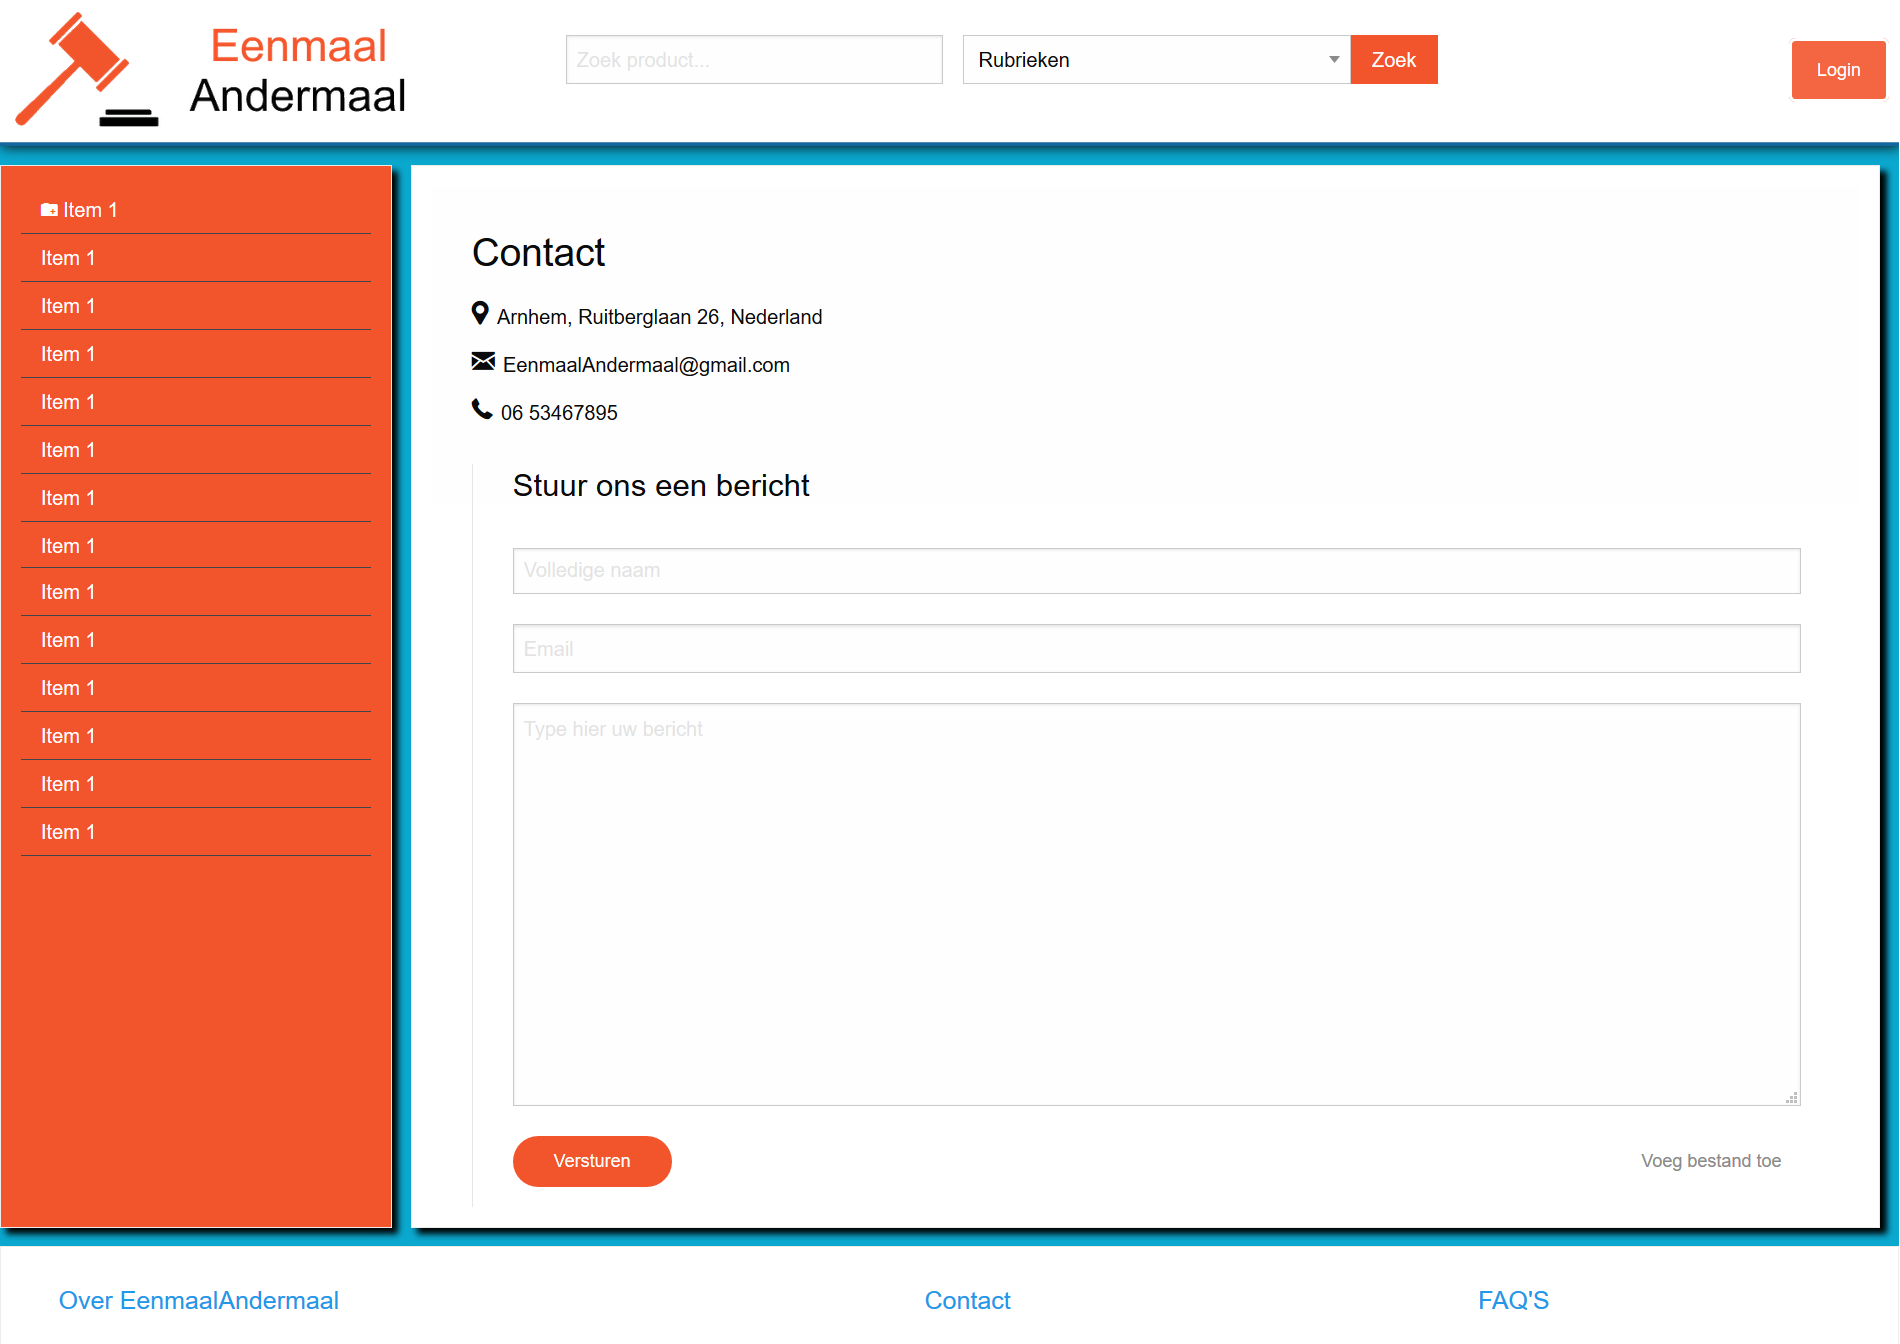 Eenmaal
Andermaal
Zoek product...
Rubrieken
Zoek
Login
Item 1
Item 1
Item 1
Item 1
Item 1
Item 1
Item 1
Item 1
Item 1
Item 1
Item 1
Item 1
Item 1
Item 1
Contact
Arnhem, Ruitberglaan 26, Nederland
EenmaalAndermaal@gmail.com
06 53467895
Stuur ons een bericht
Volledige naam
Email
Type hier uw bericht
Versturen
Voeg bestand toe
Over EenmaalAndermaal
Contact
FAQ'S